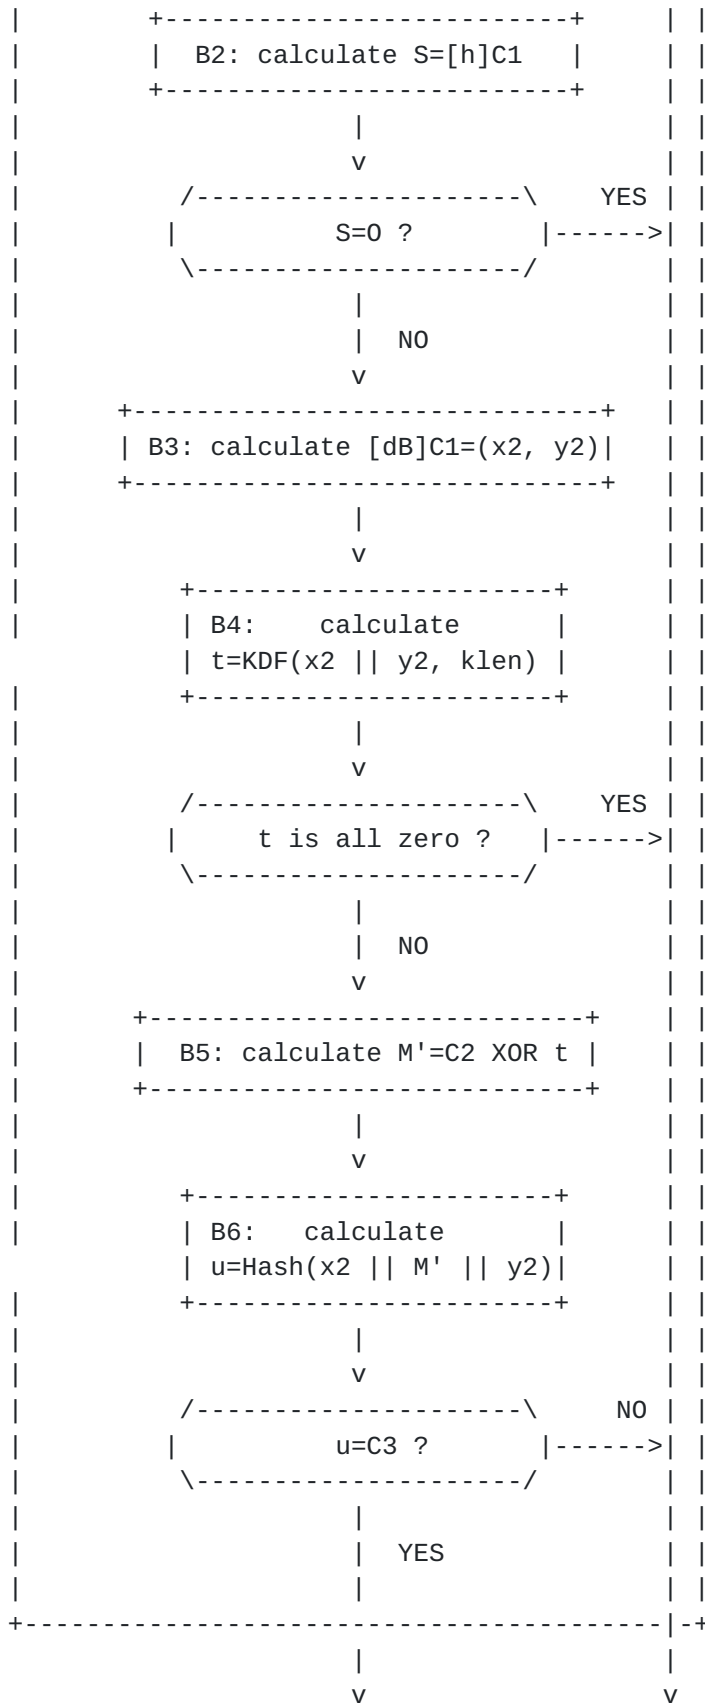 |        +--------------------------+     | |
|        |  B2: calculate S=[h]C1   |     | |
|        +--------------------------+     | |
|                     |                   | |
|                     v                   | |
|          /---------------------\    YES | |
|         |          S=O ?        |------>| |
|          \---------------------/        | |
|                     |                   | |
|                     |  NO               | |
|                     v                   | |
|      +-------------------------------+  | |
|      | B3: calculate [dB]C1=(x2, y2)|   | |
|      +-------------------------------+  | |
|                     |                   | |
|                     v                   | |
|          +-----------------------+      | |
|          | B4:    calculate      |      | |
           | t=KDF(x2 || y2, klen) |      | |
|          +-----------------------+      | |
|                     |                   | |
|                     v                   | |
|          /---------------------\    YES | |
|         |     t is all zero ?   |------>| |
|          \---------------------/        | |
|                     |                   | |
|                     |  NO               | |
|                     v                   | |
|       +----------------------------+    | |
|       |  B5: calculate M'=C2 XOR t |    | |
|       +----------------------------+    | |
|                     |                   | |
|                     v                   | |
|          +-----------------------+      | |
|          | B6:   calculate       |      | |
           | u=Hash(x2 || M' || y2)|      | |
|          +-----------------------+      | |
|                     |                   | |
|                     v                   | |
|          /---------------------\     NO | |
|         |          u=C3 ?       |------>| |
|          \---------------------/        | |
|                     |                   | |
|                     |  YES              | |
|                     |                   | |
+-----------------------------------------|-+
                      |                   |
                      v                   v